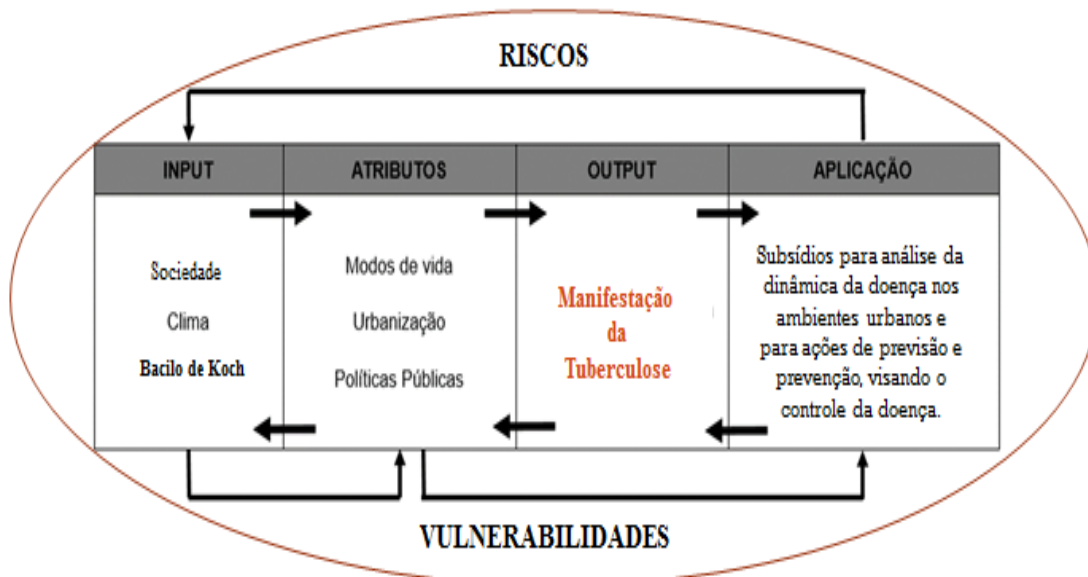 RISCOS
INPUT
ATRIBUTOS
OUTPUT
APLICAÇÃO
Sociedade
Clima
Bacilo de Koch
Modos de vida
Urbanização
Políticas Públicas
Manifestação
da
Tuberculose
Subsídios para análise da
dinâmica da doença nos
ambientes urbanos e
para ações de previsão e
prevenção, visando o
controle da doença.
VULNERABILIDADES